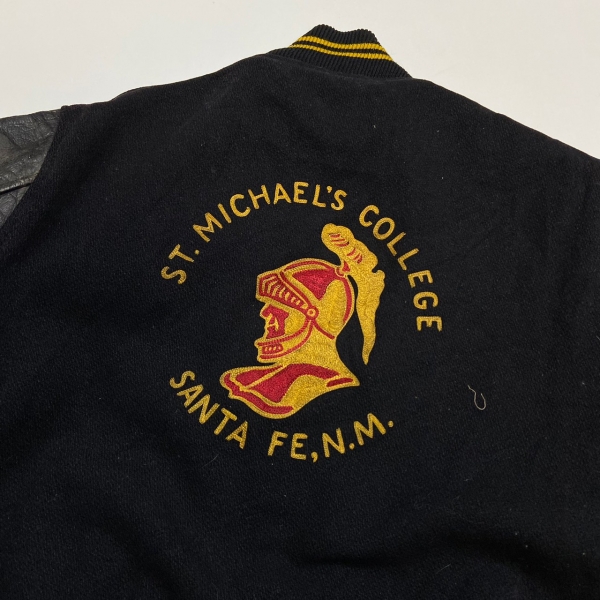 ST. MICHAEL'S COLLEGE
SANTA FE, N.M.